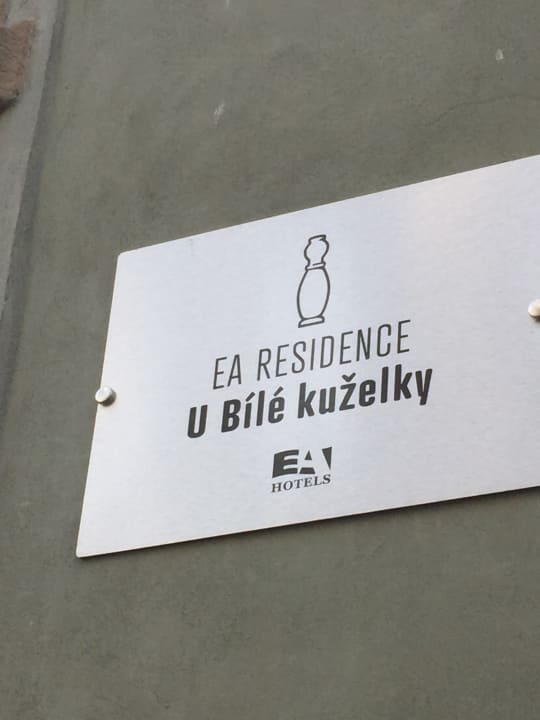 EA RESIDENCE
U Bílé kuželky
EA
HOTELS